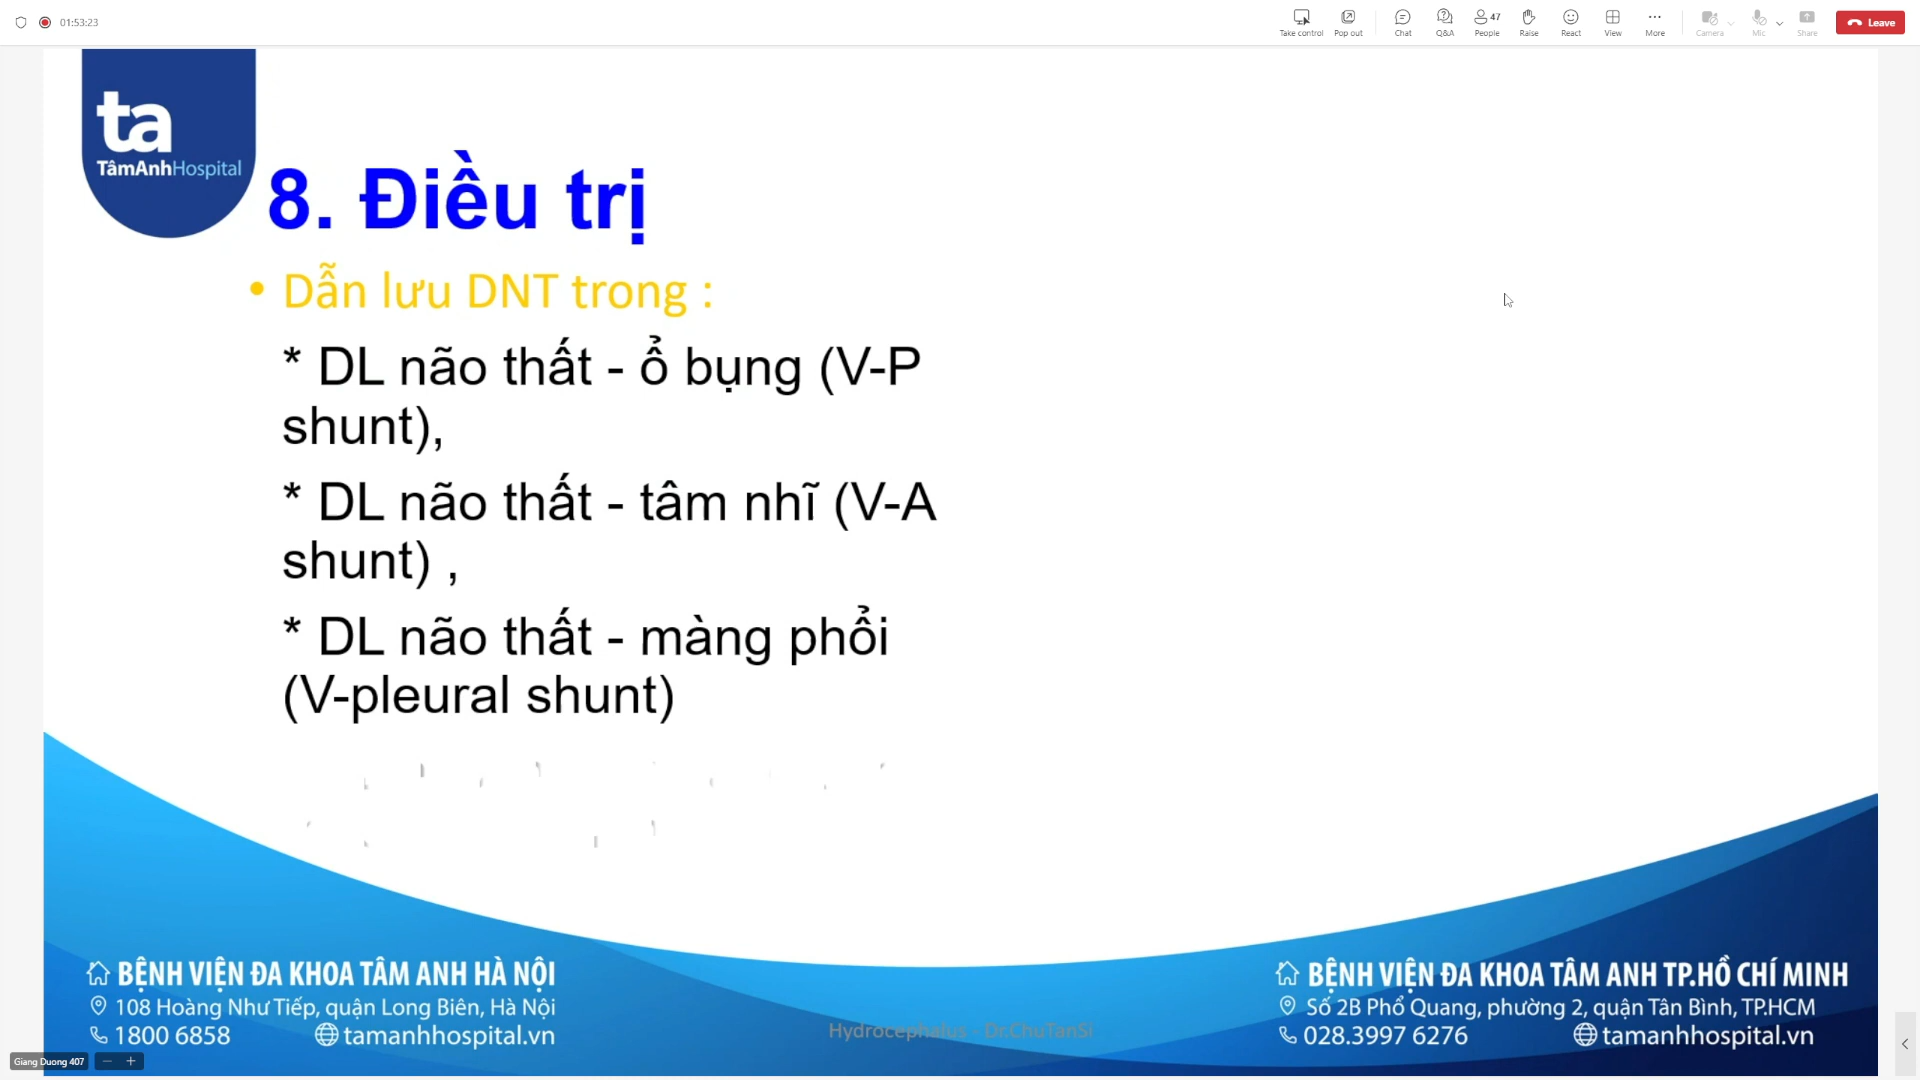 01:53:23
Take control
Pop out
Chat
Q&A
47
People
Raise
React
View
More
Camera
Mic
Share
Leave
ta
TâmAnhHospital
8. Điều trị
• Dẫn lưu DNT trong :
* DL não thất - ổ bụng (V-P
shunt),
* DL não thất - tâm nhĩ (V-A
shunt) ,
* DL não thất - màng phổi
(V-pleural shunt)
BỆNH VIỆN ĐA KHOA TÂM ANH HÀ NỘI
108 Hoàng Như Tiếp, quận Long Biên, Hà Nội
1800 6858
tamanhhospital.vn
Hydrocephalus - Dr.ChuTanSi
BỆNH VIỆN ĐA KHOA TÂM ANH TP.HỒ CHÍ MINH
Số 2B Phổ Quang, phường 2, quận Tân Bình, TP.HCM
028.3997 6276
tamanhhospital.vn
Giang Duong 407